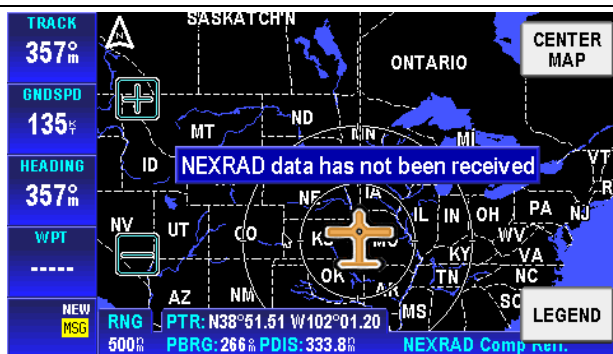 TRACK
357°m
GNDSPD
135kT
HEADING
357°m
WPT
-----
NEW
MSG
SASKATCH'N
ONTARIO
CENTER
MAP
MT
ND
MN
MI
ID
NEXRAD data has not been received
VT
NE
IA
NV
UT
CO
KS
MO
IL
IN
OH
PA
NJ
WV
KY
VA
OK
TN
NC
AZ
NM
AR
MS
SC
LEGEND
RNG
500nm
PTR: N38°51.51 W102°01.20
PBRG: 266°m PDIS: 333.8nm
NEXRAD Comp Refl.